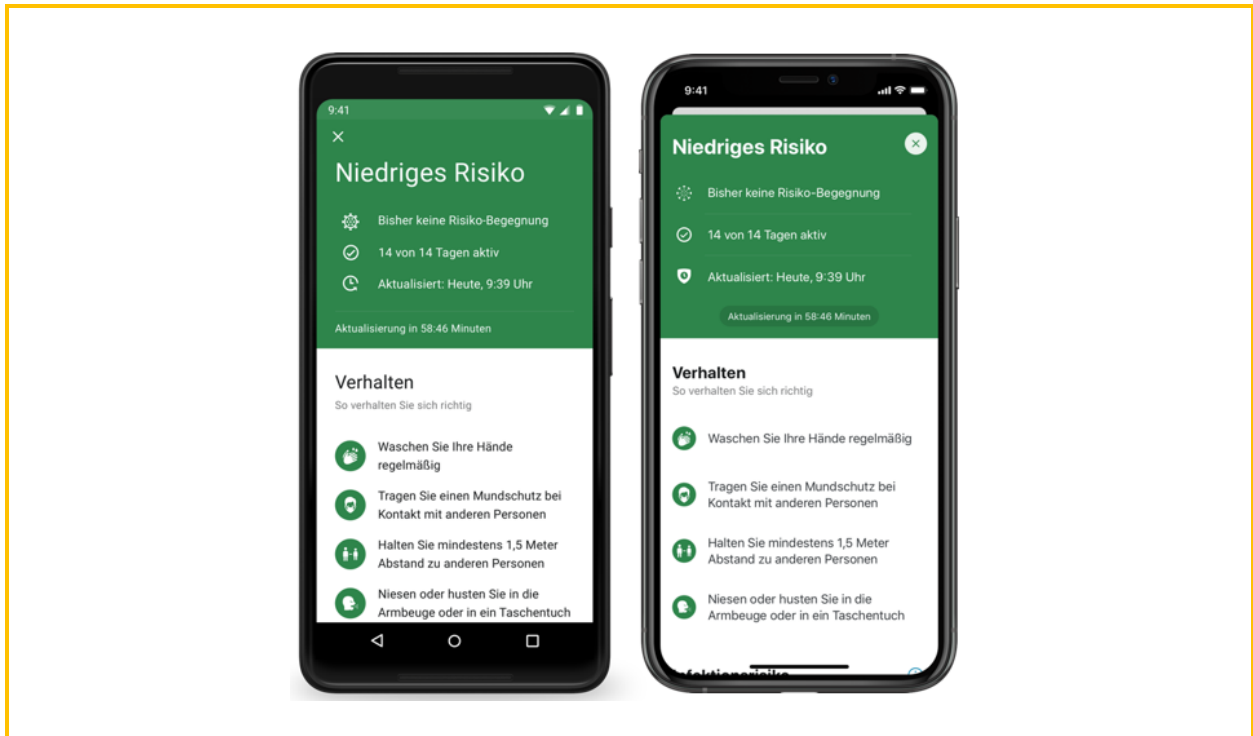 9:41
Niedriges Risiko
Bisher keine Risiko-Begegnung
14 von 14 Tagen aktiv
Aktualisiert: Heute, 9:39 Uhr
Aktualisierung in 58:46 Minuten
Verhalten
So verhalten Sie sich richtig
Waschen Sie Ihre Hände
regelmäßig
Tragen Sie einen Mundschutz bei
Kontakt mit anderen Personen
Halten Sie mindestens 1,5 Meter
Abstand zu anderen Personen
Niesen oder husten Sie in die
Armbeuge oder in ein Taschentuch
9:41
Niedriges Risiko
Bisher keine Risiko-Begegnung
14 von 14 Tagen aktiv
Aktualisiert: Heute, 9:39 Uhr
Aktualisierung in 58:46 Minuten
Verhalten
So verhalten Sie sich richtig
Waschen Sie Ihre Hände regelmäßig
Tragen Sie einen Mundschutz bei
Kontakt mit anderen Personen
Halten Sie mindestens 1,5 Meter
Abstand zu anderen Personen
Niesen oder husten Sie in die
Armbeuge oder in ein Taschentuch